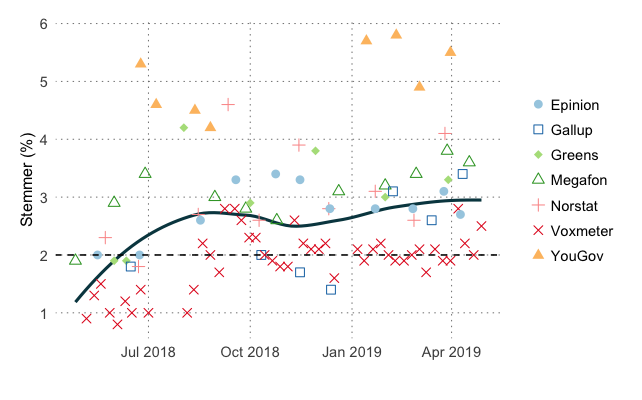 6
5
4
3
2
1
Stemmer (%)
Jul 2018
Oct 2018
Jan 2019
Apr 2019
Epinion
Gallup
Greens
Megafon
Norstat
Voxmeter
YouGov